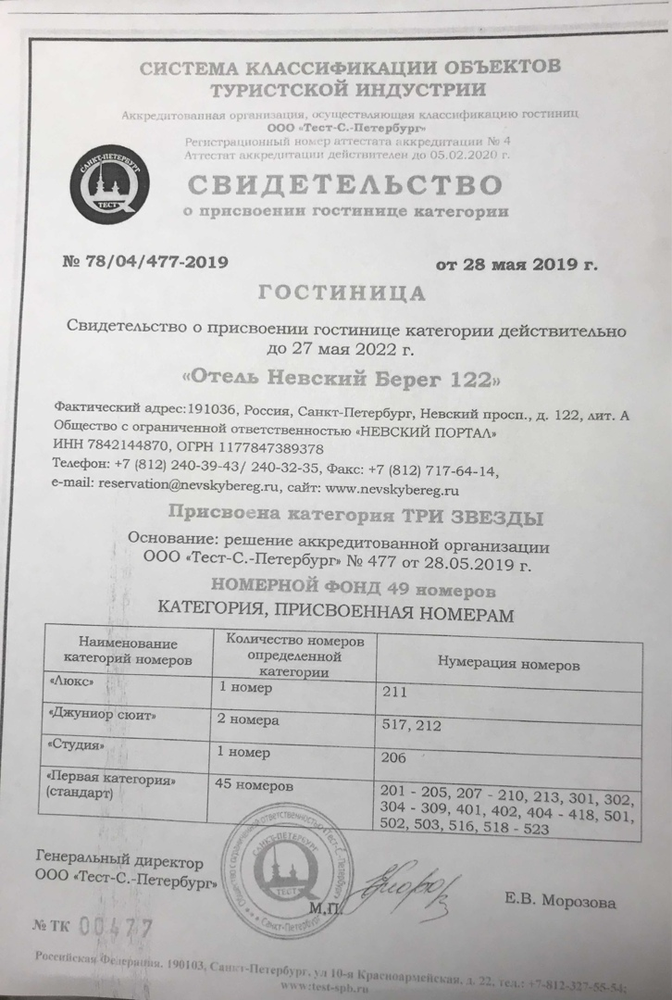 СИСТЕМА КЛАССИФИКАЦИИ ОБЪЕКТОВ
ТУРИСТСКОЙ ИНДУСТРИИ
Аккредитованная организация, осуществляющая классификацию гостиниц
ООО «Тест-С.-Петербург»
Регистрационный номер аттестата аккредитации № 4
Аттестат аккредитации действителен до 05.02.2020 г.
САНКТ-ПЕТЕРБУРГ
ТЕСТ
СВИДЕТЕЛЬСТВО
о присвоении гостинице категории
№ 78/04/477-2019 от 28 мая 2019 г.
ГОСТИНИЦА
Свидетельство о присвоении гостинице категории действительно
до 27 мая 2022 г.
«Отель Невский Берег 122»
Фактический адрес:191036, Россия, Санкт-Петербург, Невский просп., д. 122, лит. А
Общество с ограниченной ответственностью «НЕВСКИЙ ПОРТАЛ»
ИНН 7842144870, ОГРН 1177847389378
Телефон: +7 (812) 240-39-43/ 240-32-35, Факс: +7 (812) 717-64-14,
e-mail: reservation@nevskybereg.ru, сайт: www.nevskybereg.ru
Присвоена категория ТРИ ЗВЕЗДЫ
Основание: решение аккредитованной организации
ООО «Тест-С.-Петербург» № 477 от 28.05.2019 г.
НОМЕРНОЙ ФОНД 49 номеров
КАТЕГОРИЯ, ПРИСВОЕННАЯ НОМЕРАМ
Наименование категорий номеров
Количество номеров определенной категории
Нумерация номеров
«Люкс» 1 номер 211
«Джуниор сюит» 2 номера 517, 212
«Студия» 1 номер 206
«Первая категория» (стандарт)
45 номеров
201 - 205, 207 - 210, 213, 301, 302,
304 - 309, 401, 402, 404 - 418, 501,
502, 503, 516, 518 - 523
Генеральный директор
ООО «Тест-С.-Петербург»
Общество с ограниченной ответственностью «Тест-С.-Петербург»
САНКТ-ПЕТЕРБУРГ
ТЕСТ
Санкт-Петербург
М.П.
Е.В. Морозова
№ ТК 00477
Российская Федерация, 190103, Санкт-Петербург, ул 10-я Красноармейская, д. 22, тел.: +7-812-327-55-54;
www.test-spb.ru